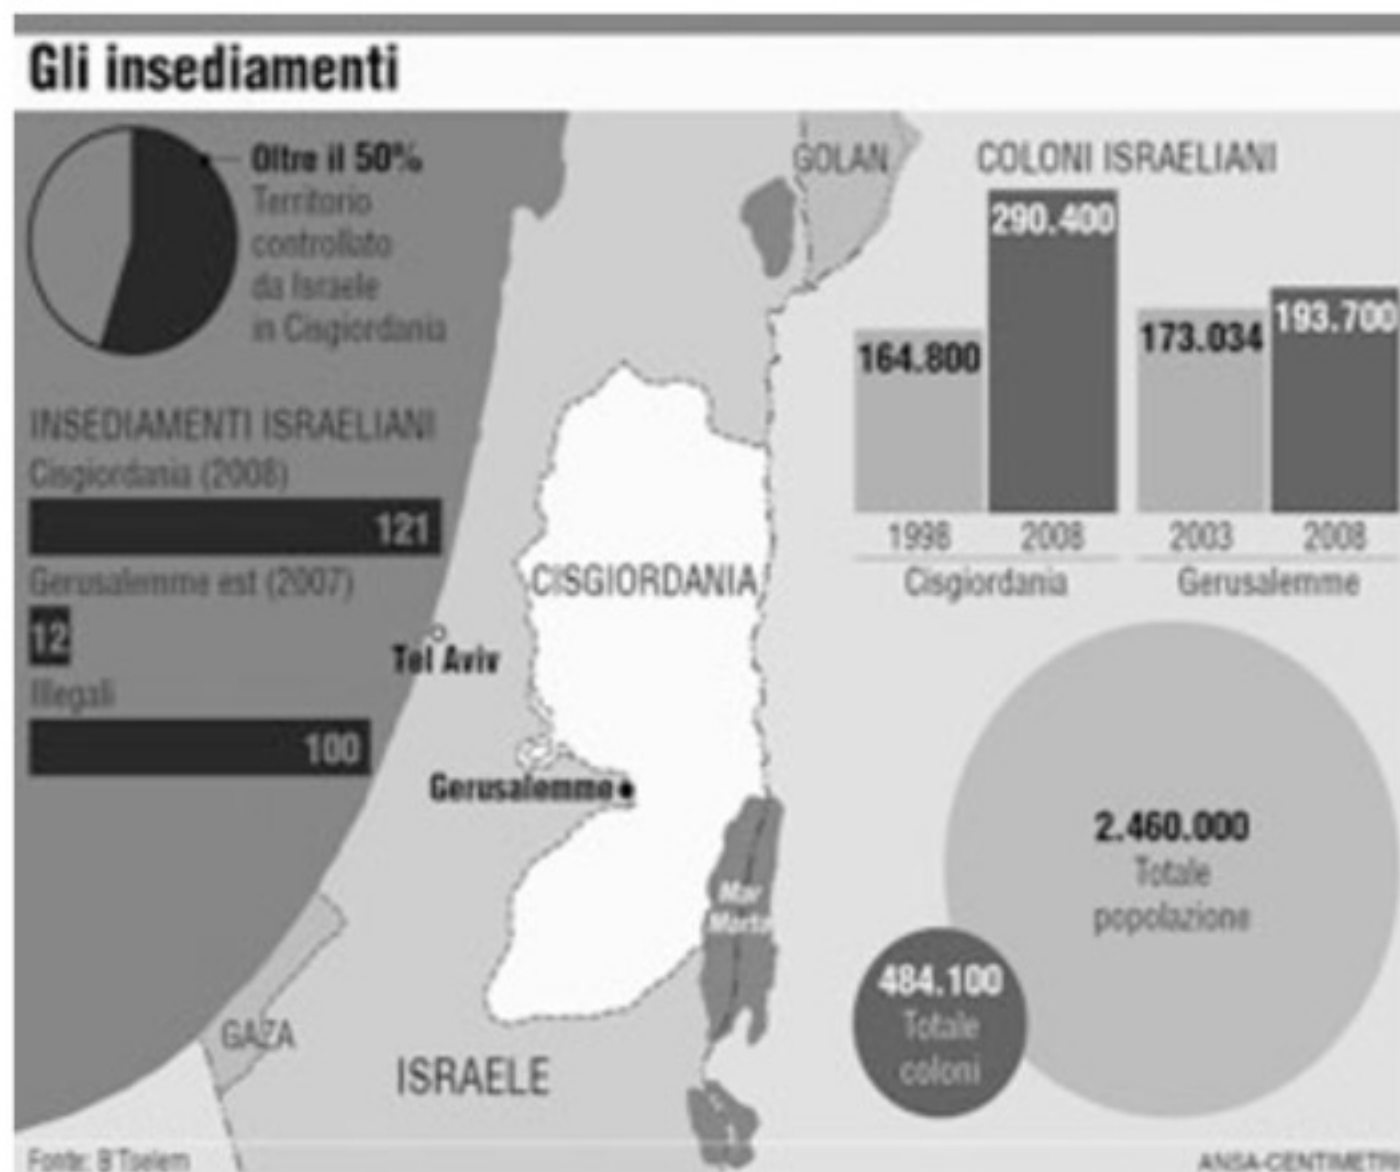 Gli insediamenti
Oltre il 50%
Territorio
controllato
da Israele
in Cisgiordania
INSEDIAMENTI ISRAELIANI
Cisgiordania (2008)
121
Gerusalemme est (2007)
12
Illegali
100
GOLAN
CISGIORDANIA
Tel Aviv
Gerusalemme
Mar
Morto
GAZA
ISRAELE
COLONI ISRAELIANI
164.800
290.400
173.034
193.700
1998
2008
2003
2008
Cisgiordania
Gerusalemme
2.460.000
Totale
popolazione
484.100
Totale
coloni
Fonte: B'Tselem
ANSA-CENTIMETRI